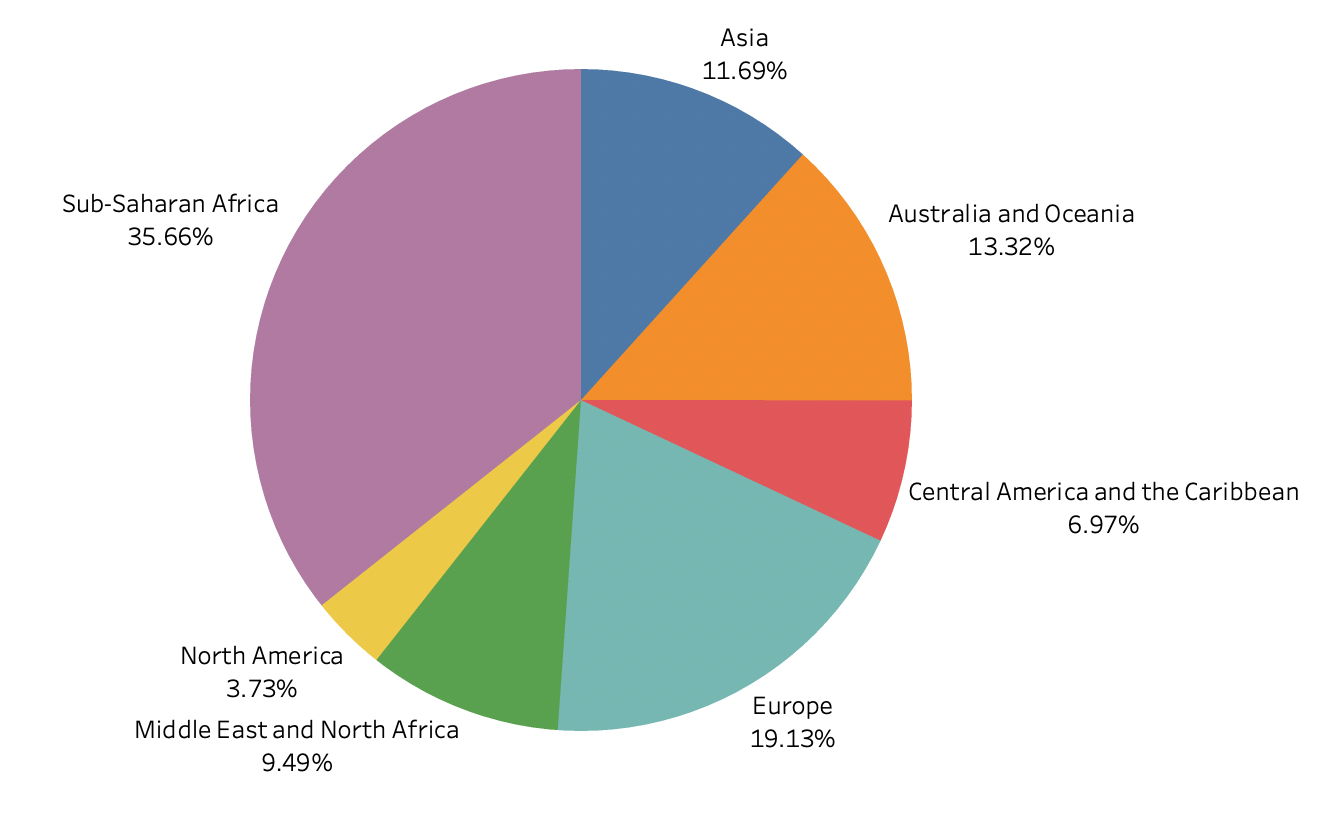 Asia
11.69%
Australia and Oceania
13.32%
Central America and the Caribbean
6.97%
Europe
19.13%
Middle East and North Africa
9.49%
North America
3.73%
Sub-Saharan Africa
35.66%